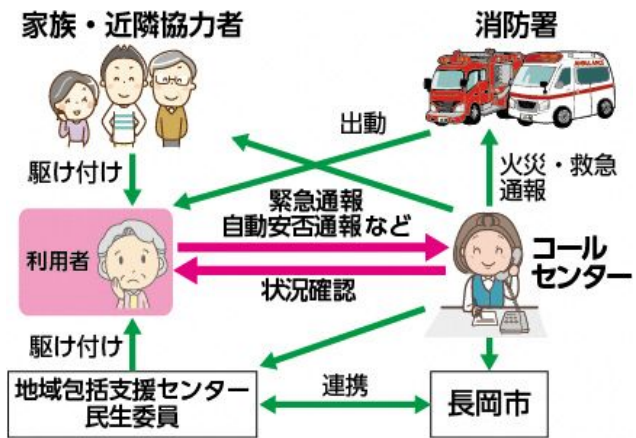 家族・近隣協力者
消防署
AMBULANCE
出動
駆け付け
火災・救急
通報
緊急通報
自動安否通報など
利用者
コール
センター
状況確認
駆け付け
地域包括支援センター
民生委員
連携
長岡市